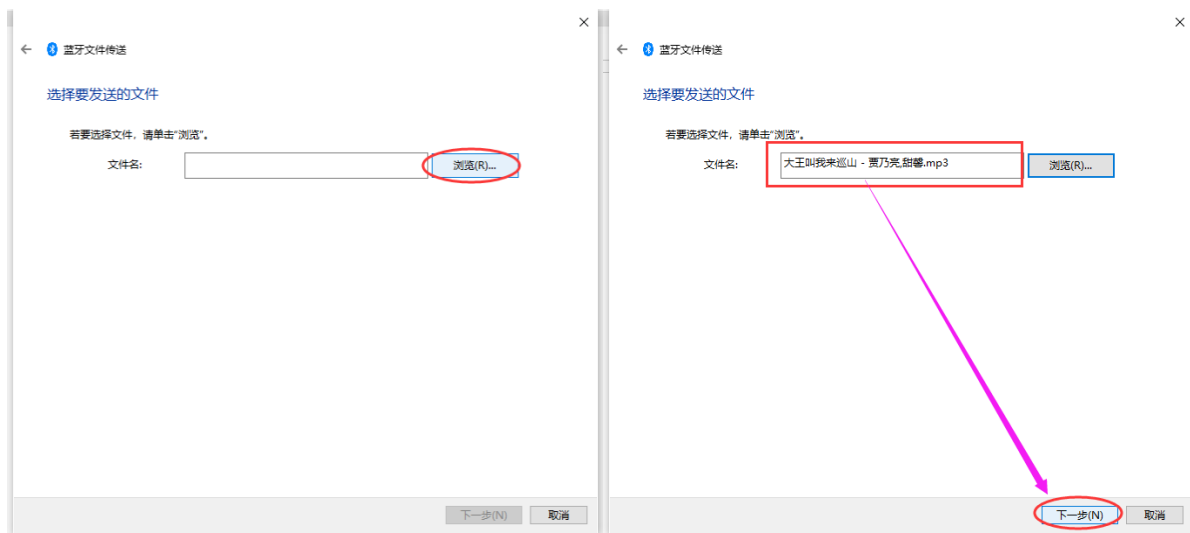 蓝牙文件传送
选择要发送的文件
若要选择文件，请单击"浏览"。
文件名:
浏览(R)...
下一步(N)
取消
蓝牙文件传送
选择要发送的文件
若要选择文件，请单击"浏览"。
文件名:
大王叫我来巡山 - 贾乃亮,甜馨.mp3
浏览(R)...
下一步(N)
取消